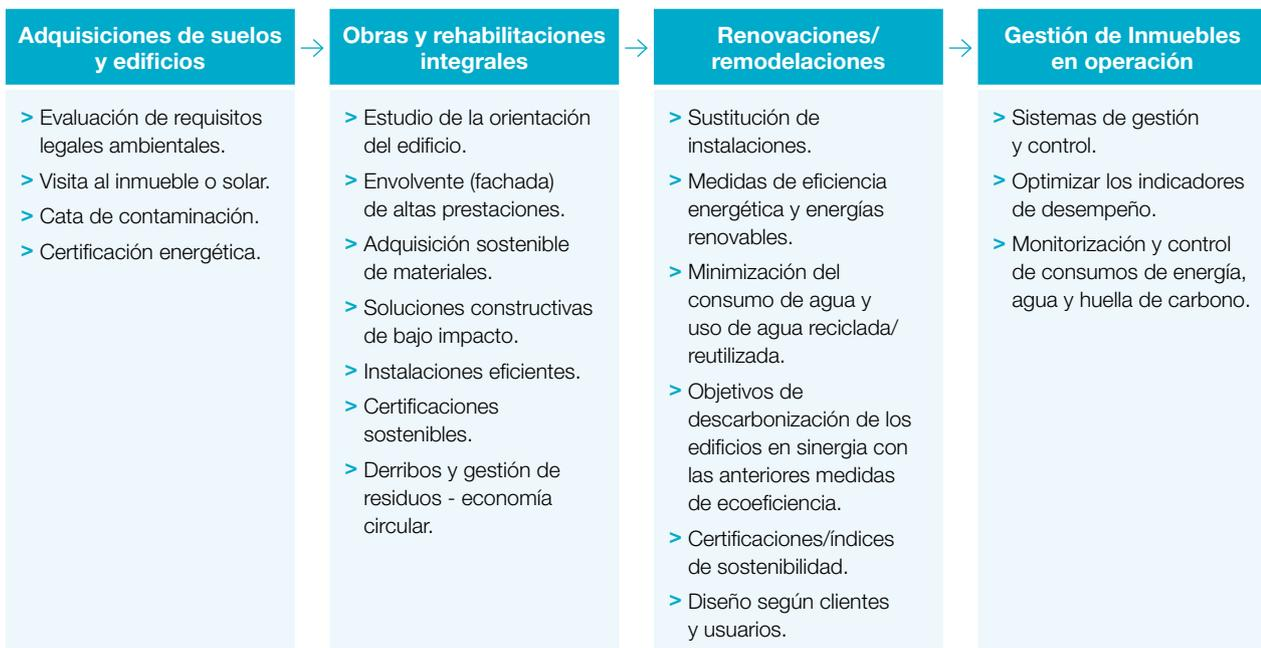 Adquisiciones de suelos
y edificios
> Evaluación de requisitos
legales ambientales.
> Visita al inmueble o solar.
> Cata de contaminación.
> Certificación energética.
Obras y rehabilitaciones
integrales
> Estudio de la orientación
del edificio.
> Envolvente (fachada)
de altas prestaciones.
> Adquisición sostenible
de materiales.
> Soluciones constructivas
de bajo impacto.
> Instalaciones eficientes.
> Certificaciones
sostenibles.
> Derribos y gestión de
residuos - economía
circular.
Renovaciones/
remodelaciones
> Sustitución de
instalaciones.
> Medidas de eficiencia
energética y energías
renovables.
> Minimización del
consumo de agua y
uso de agua reciclada/
reutilizada.
> Objetivos de
descarbonización de los
edificios en sinergia con
las anteriores medidas
de ecoeficiencia.
> Certificaciones/índices
de sostenibilidad.
> Diseño según clientes
y usuarios.
Gestión de Inmuebles
en operación
> Sistemas de gestión
y control.
> Optimizar los indicadores
de desempeño.
> Monitorización y control
de consumos de energía,
agua y huella de carbono.